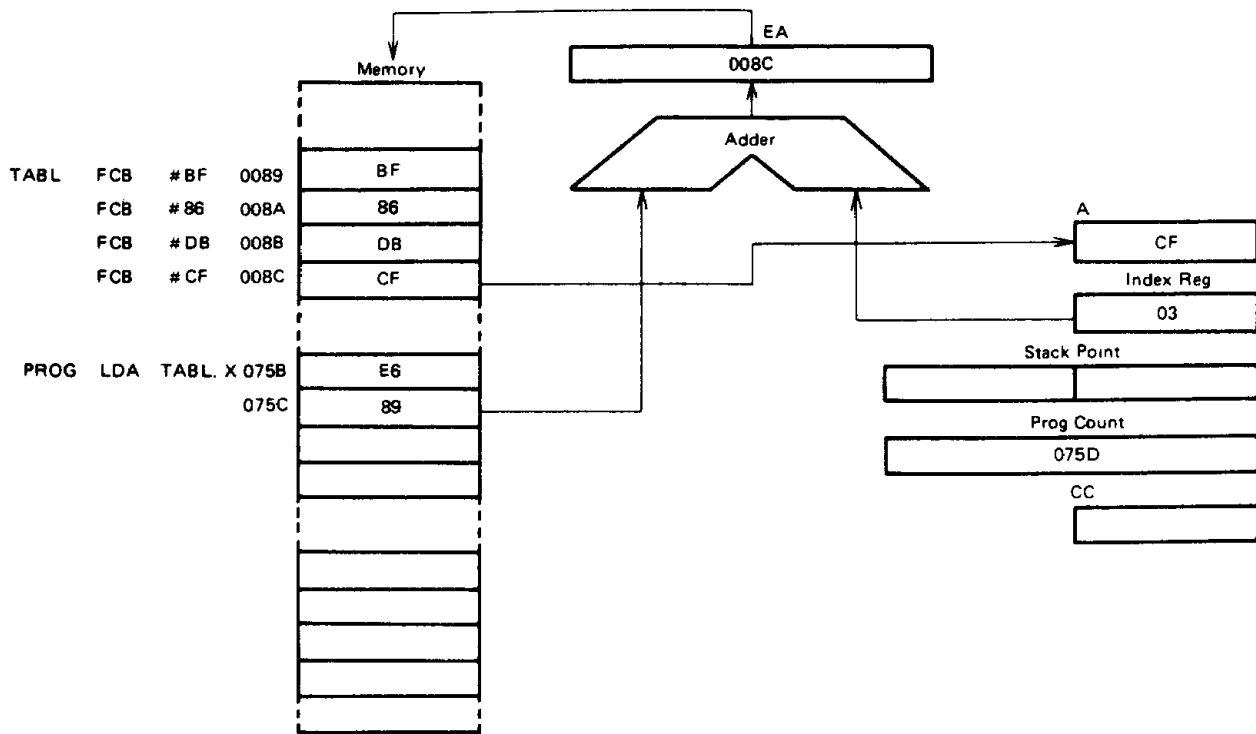 EA
008C
Memory
Adder
TABL FCB #BF 0089 BF
FCB #86 008A 86
FCB #DB 008B DB
FCB #CF 008C CF
A
CF
Index Reg
03
PROG LDA TABL. X 075B E6
075C 89
Stack Point
Prog Count
075D
CC